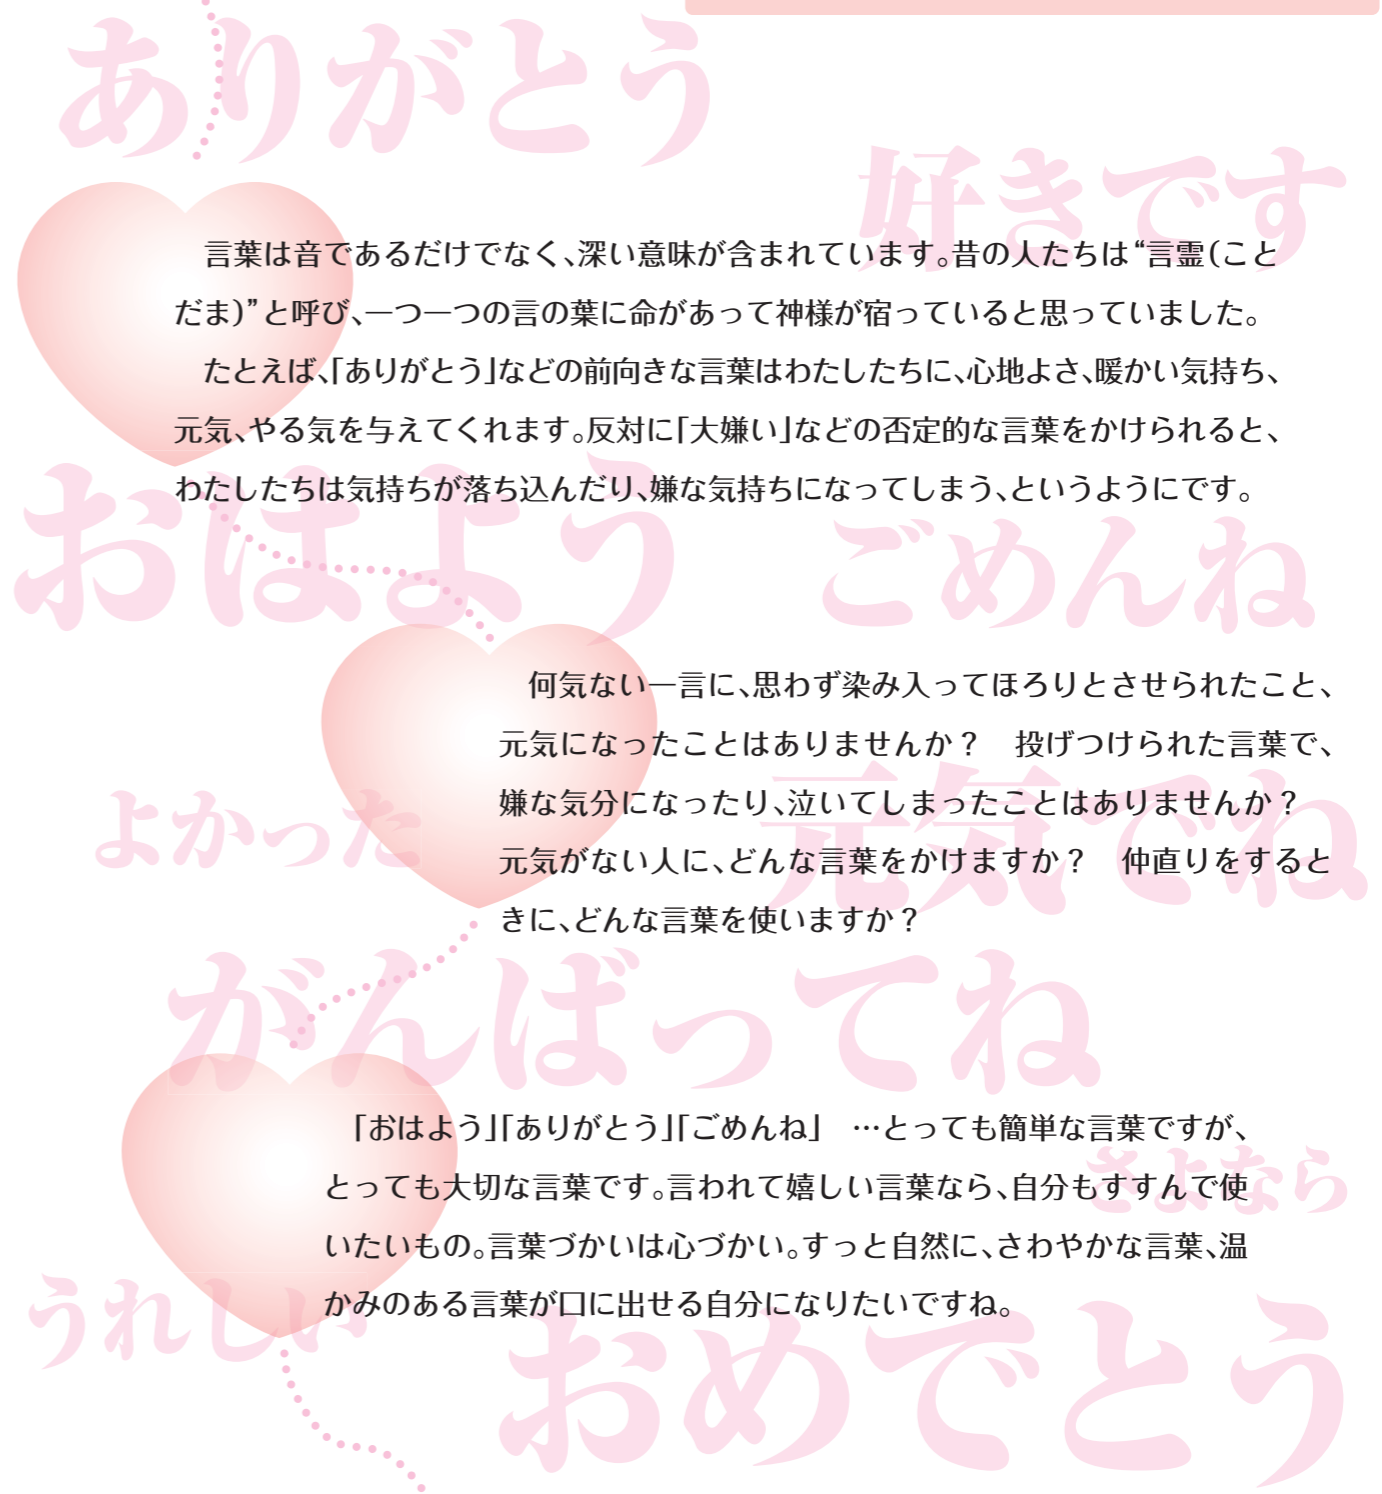 ありがとう
好きです
　言葉は音であるだけでなく、深い意味が含まれています。昔の人たちは“言霊（こと
だま）”と呼び、一つ一つの言の葉に命があって神様が宿っていると思っていました。
　たとえば、「ありがとう」などの前向きな言葉はわたしたちに、心地よさ、暖かい気持ち、
元気、やる気を与えてくれます。反対に「大嫌い」などの否定的な言葉をかけられると、
わたしたちは気持ちが落ち込んだり、嫌な気持ちになってしまう、というようにです。
おはよう
ごめんね
　何気ない一言に、思わず染み入ってほろりとさせられたこと、
元気になったことはありませんか？　投げつけられた言葉で、
嫌な気分になったり、泣いてしまったことはありませんか？
元気がない人に、どんな言葉をかけますか？　仲直りをすると
きに、どんな言葉を使いますか？
よかった
元気でね
がんばってね
　「おはよう」「ありがとう」「ごめんね」　…とっても簡単な言葉ですが、
とっても大切な言葉です。言われて嬉しい言葉なら、自分もすすんで使
いたいもの。言葉づかいは心づかい。すっと自然に、さわやかな言葉、温
かみのある言葉が口に出せる自分になりたいですね。
さよなら
うれしい
おめでとう